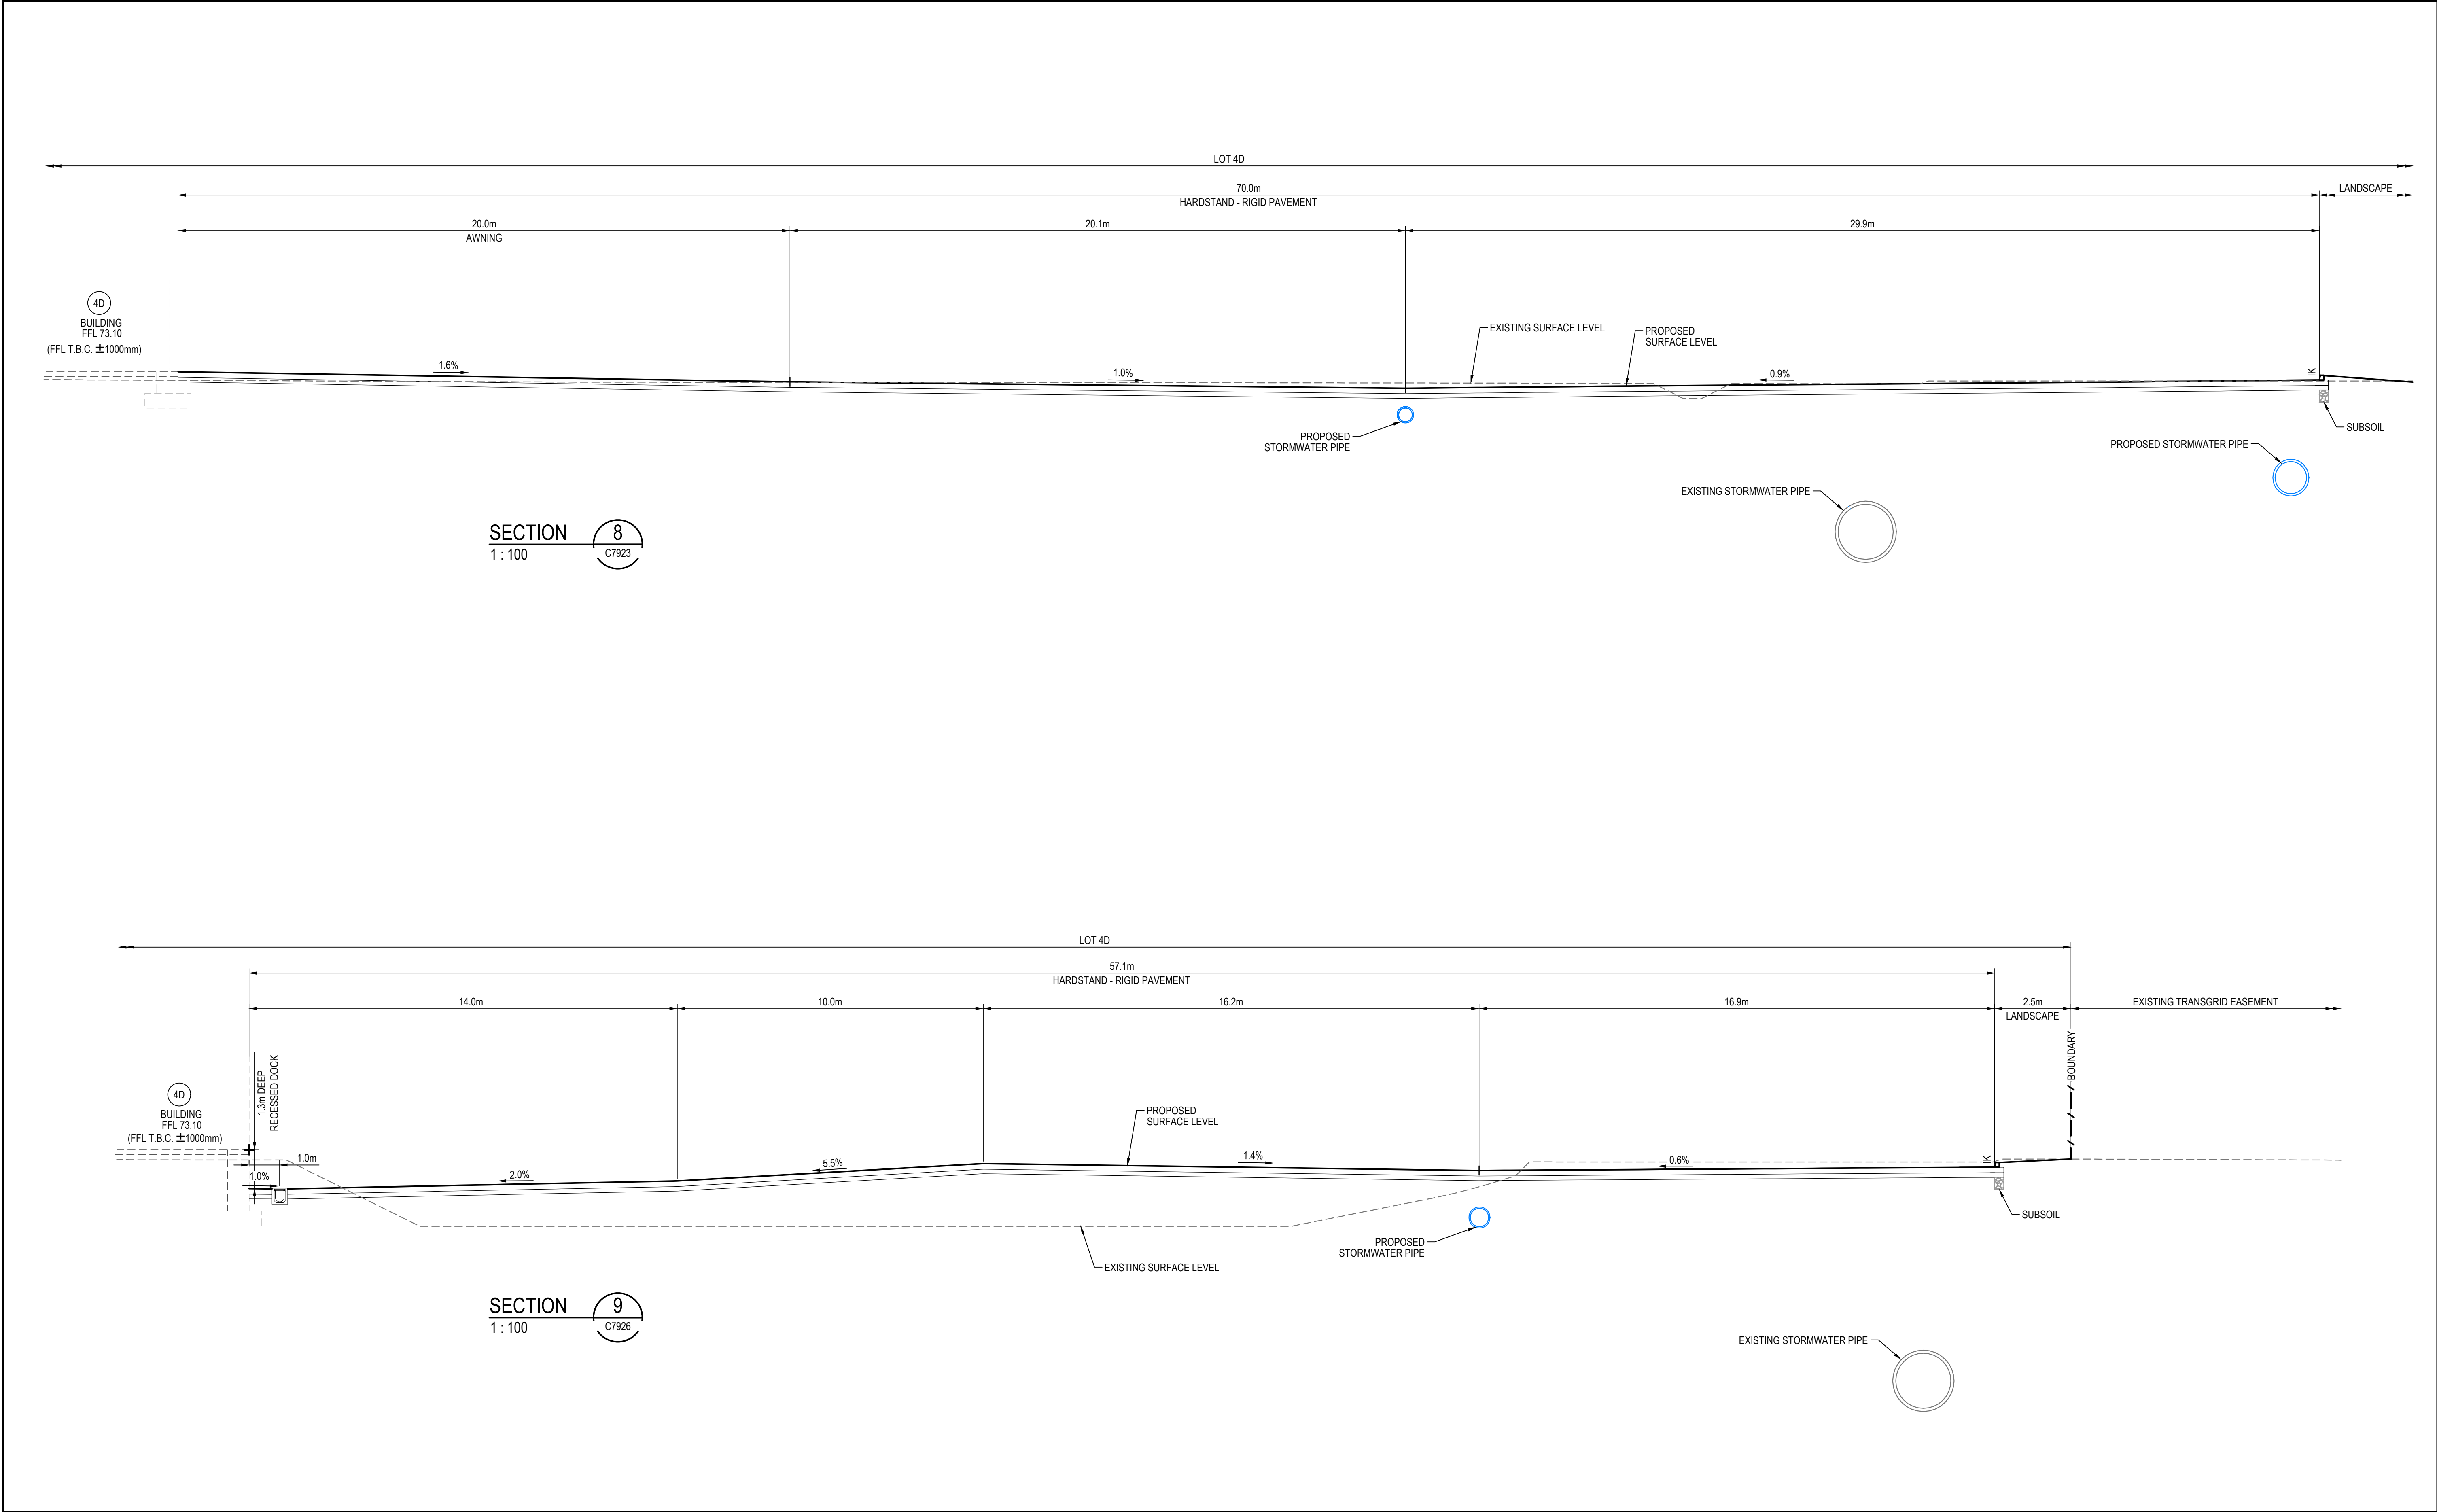 LOT 4D
70.0m
HARDSTAND - RIGID PAVEMENT
LANDSCAPE
20.0m
AWNING
20.1m
29.9m
4D
BUILDING
FFL 73.10
(FFL T.B.C. ±1000mm)
1.6%
1.0%
EXISTING SURFACE LEVEL
PROPOSED
SURFACE LEVEL
0.9%
IK
PROPOSED
STORMWATER PIPE
SUBSOIL
PROPOSED STORMWATER PIPE
EXISTING STORMWATER PIPE
SECTION
1 : 100
8
C7923
LOT 4D
57.1m
HARDSTAND - RIGID PAVEMENT
14.0m
10.0m
16.2m
16.9m
2.5m
LANDSCAPE
EXISTING TRANSGRID EASEMENT
BOUNDARY
1.3m DEEP
RECESSED DOCK
4D
BUILDING
FFL 73.10
(FFL T.B.C. ±1000mm)
1.0m
1.0%
2.0%
5.5%
PROPOSED
SURFACE LEVEL
1.4%
0.6%
IK
SUBSOIL
PROPOSED
STORMWATER PIPE
EXISTING SURFACE LEVEL
SECTION
1 : 100
9
C7926
EXISTING STORMWATER PIPE